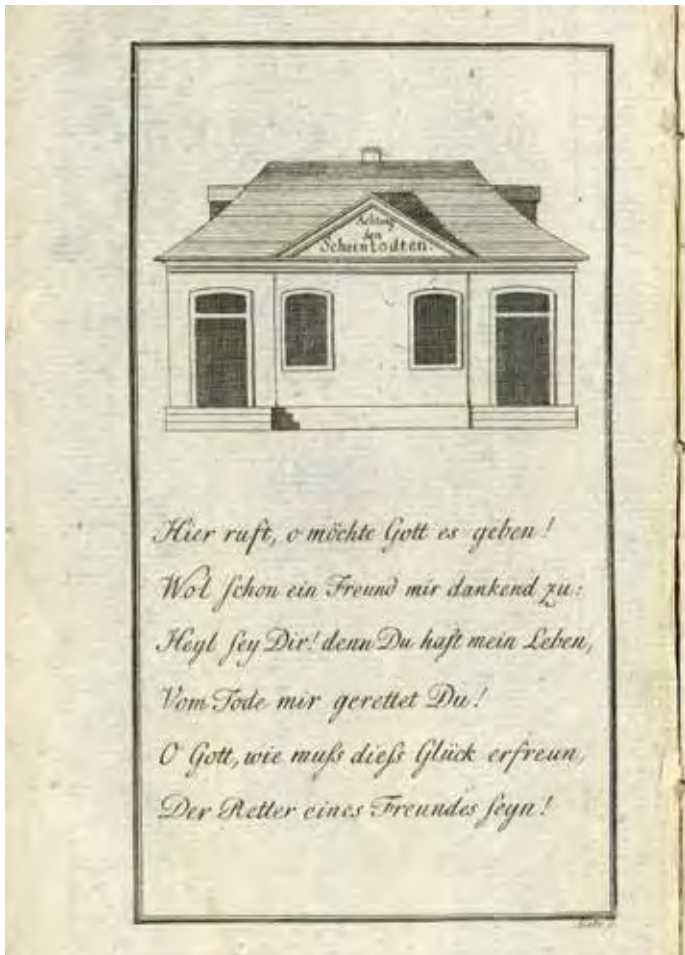 Achtung
den
Scheintodten.
Hier ruft, o möchte Gott es geben!
Wol ſchon ein Freund mir dankend zu:
Heyl ſey Dir! denn Du haſt mein Leben,
Vom Tode mir gerettet Du!
O Gott, wie muſs dieſs Glück erfreun,
Der Retter eines Freundes ſeyn!